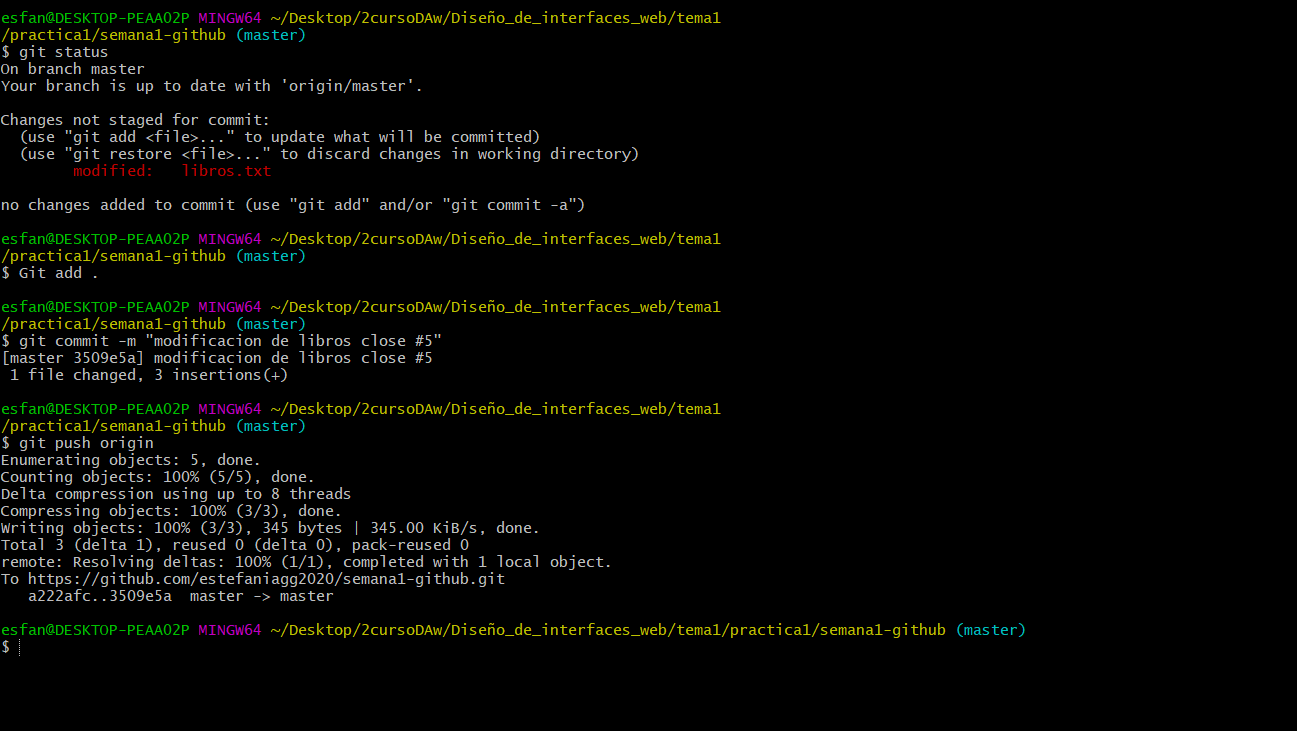 esfan@DESKTOP-PEAAO2P MINGW64 ~/Desktop/2cursoDAw/Diseño_de_interfaces_web/tema1
/practica1/semana1-github (master)
$ git status
On branch master
Your branch is up to date with 'origin/master'.
Changes not staged for commit:
  (use "git add <file>..." to update what will be committed)
  (use "git restore <file>..." to discard changes in working directory)
        modified:   libros.txt
no changes added to commit (use "git add" and/or "git commit -a")
esfan@DESKTOP-PEAAO2P MINGW64 ~/Desktop/2cursoDAw/Diseño_de_interfaces_web/tema1
/practica1/semana1-github (master)
$ Git add .
esfan@DESKTOP-PEAAO2P MINGW64 ~/Desktop/2cursoDAw/Diseño_de_interfaces_web/tema1
/practica1/semana1-github (master)
$ git commit -m "modificacion de libros close #5"
[master 3509e5a] modificacion de libros close #5
 1 file changed, 3 insertions(+)
esfan@DESKTOP-PEAAO2P MINGW64 ~/Desktop/2cursoDAw/Diseño_de_interfaces_web/tema1
/practica1/semana1-github (master)
$ git push origin
Enumerating objects: 5, done.
Counting objects: 100% (5/5), done.
Delta compression using up to 8 threads
Compressing objects: 100% (3/3), done.
Writing objects: 100% (3/3), 345 bytes | 345.00 KiB/s, done.
Total 3 (delta 1), reused 0 (delta 0), pack-reused 0
remote: Resolving deltas: 100% (1/1), completed with 1 local object.
To https://github.com/estefaniagg2020/semana1-github.git
   a222afc..3509e5a  master -> master
esfan@DESKTOP-PEAAO2P MINGW64 ~/Desktop/2cursoDAw/Diseño_de_interfaces_web/tema1/practica1/semana1-github (master)
$